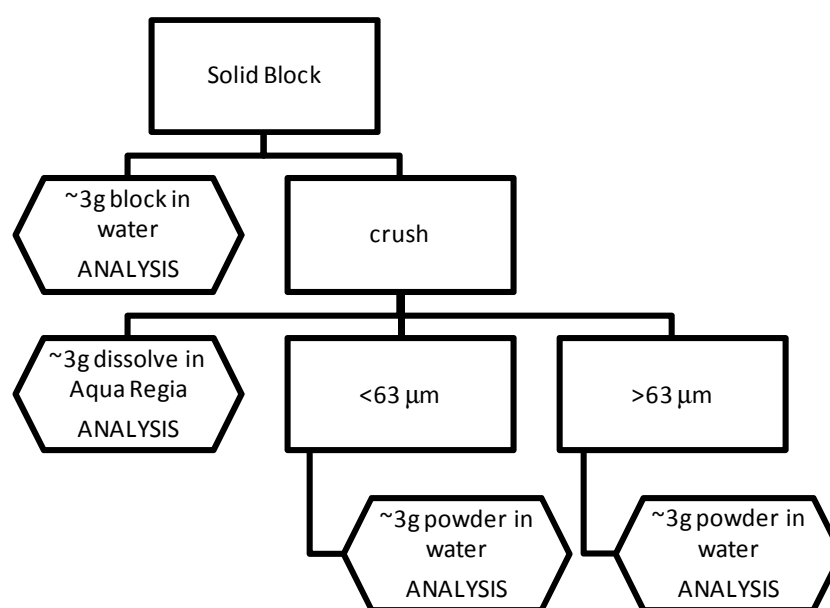 Solid Block
~3g block in
water
ANALYSIS
crush
~3g dissolve in
Aqua Regia
ANALYSIS
<63 μm
>63 μm
~3g powder in
water
ANALYSIS
~3g powder in
water
ANALYSIS